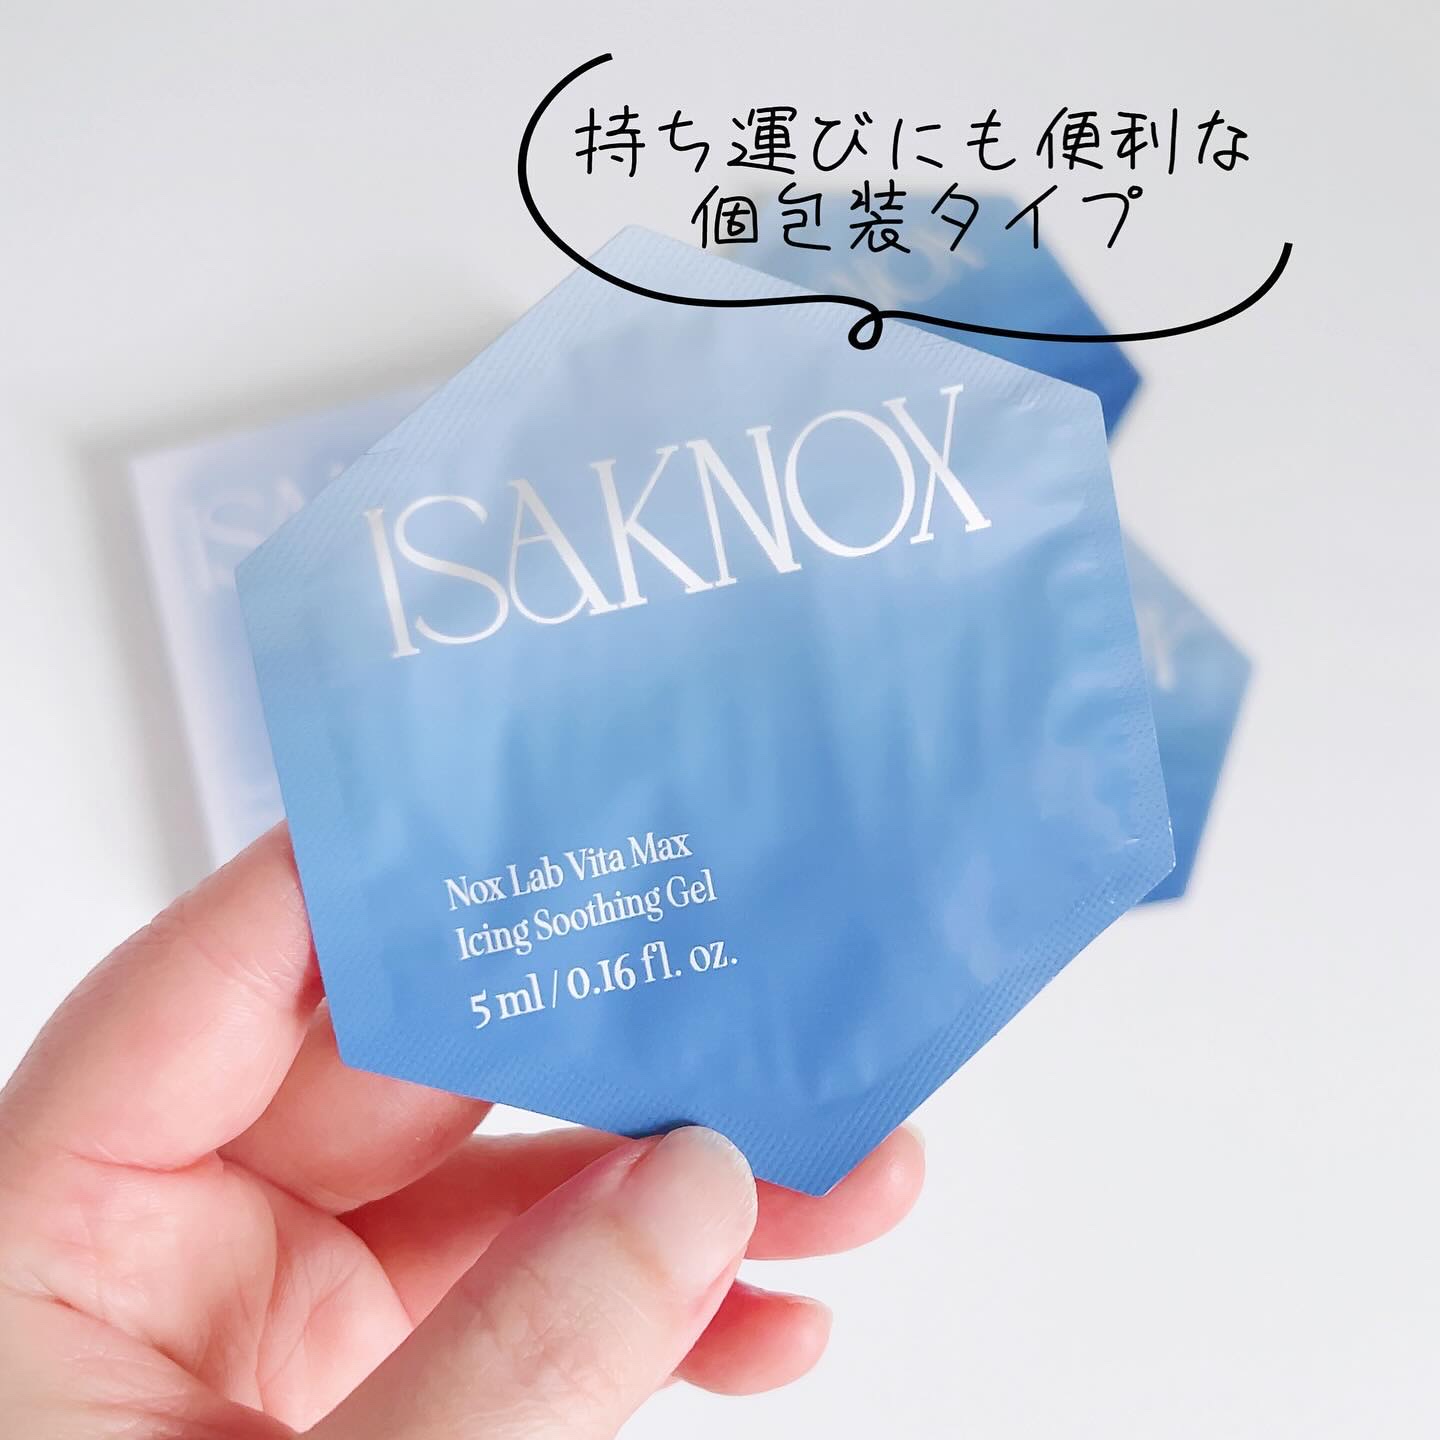 持ち運びにも便利な
個包装タイプ
ISAKNOX
Nox Lab Vita Max
Icing Soothing Gel
5 ml / 0.16 fl. oz.